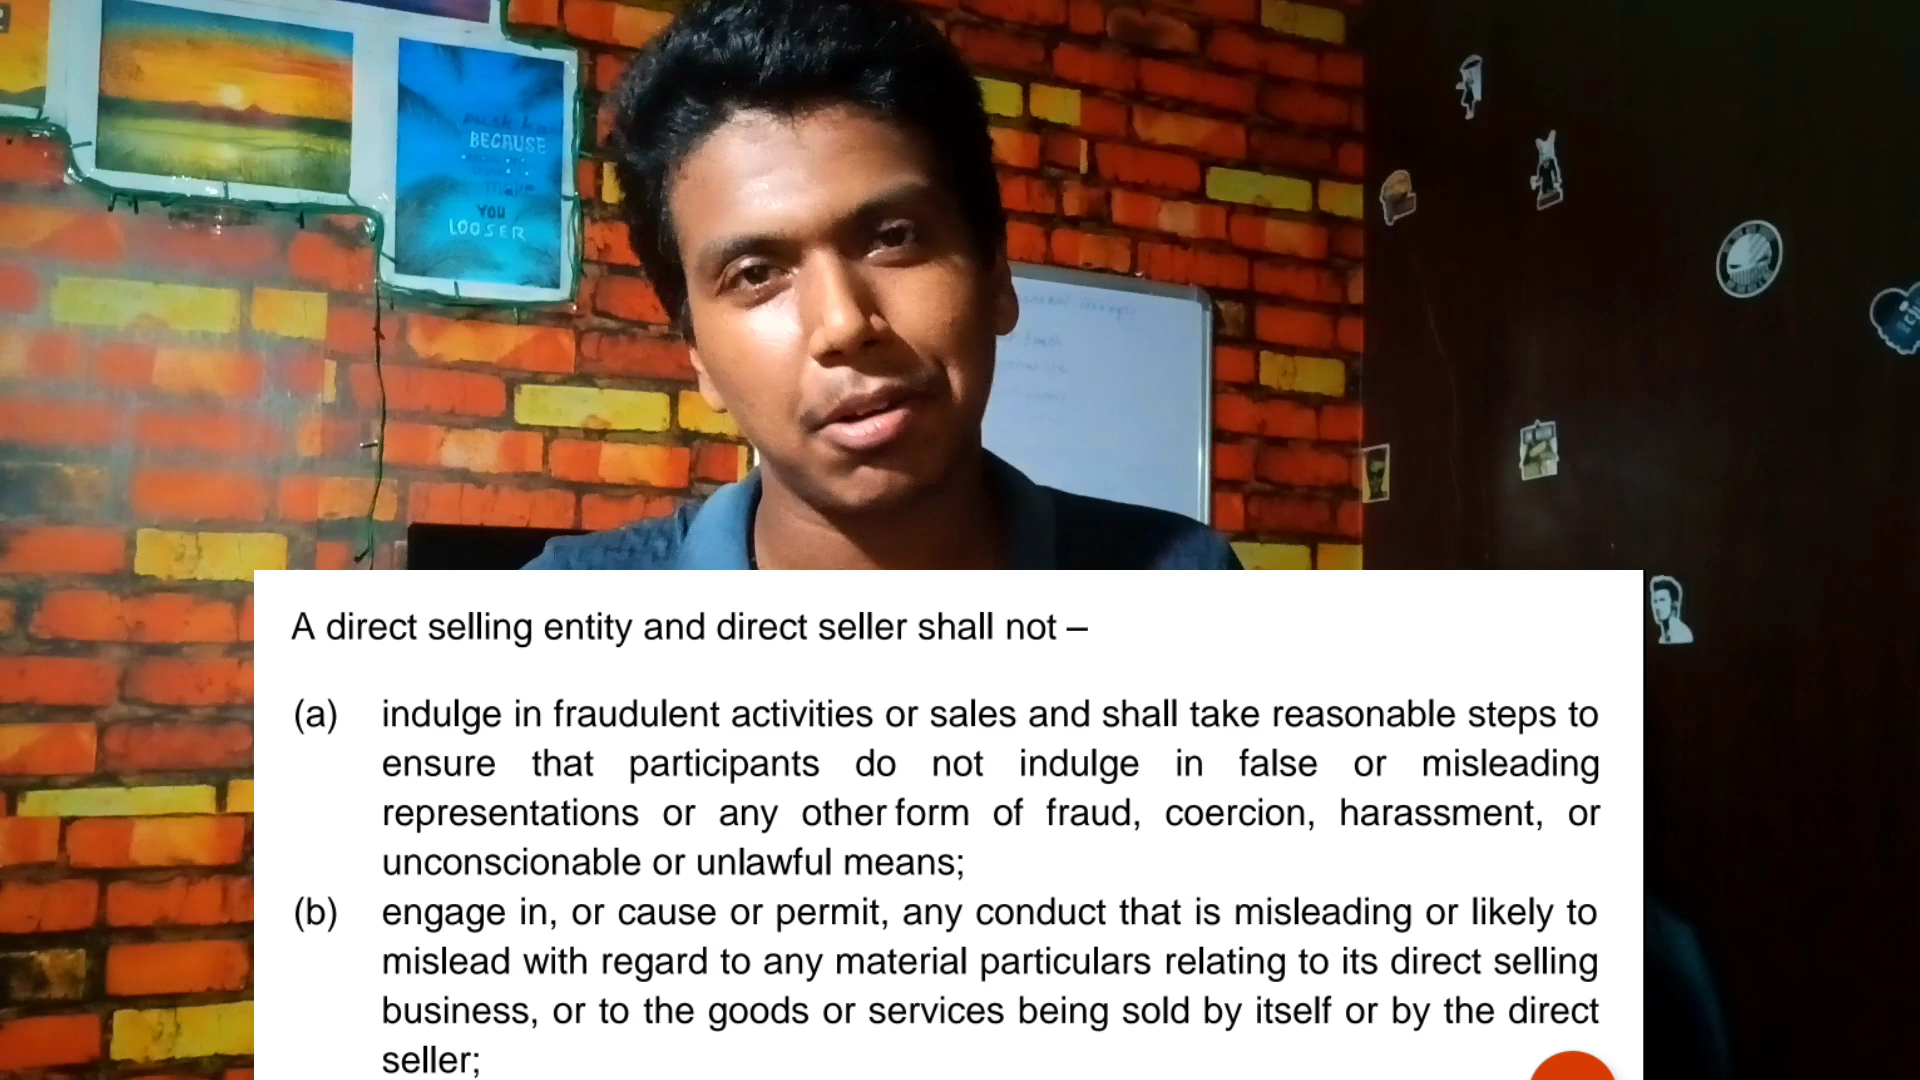 BECAUSE
make
YOU
LOOSER
A direct selling entity and direct seller shall not –
(a) indulge in fraudulent activities or sales and shall take reasonable steps to
ensure that participants do not indulge in false or misleading
representations or any other form of fraud, coercion, harassment, or
unconscionable or unlawful means;
(b) engage in, or cause or permit, any conduct that is misleading or likely to
mislead with regard to any material particulars relating to its direct selling
business, or to the goods or services being sold by itself or by the direct
seller;